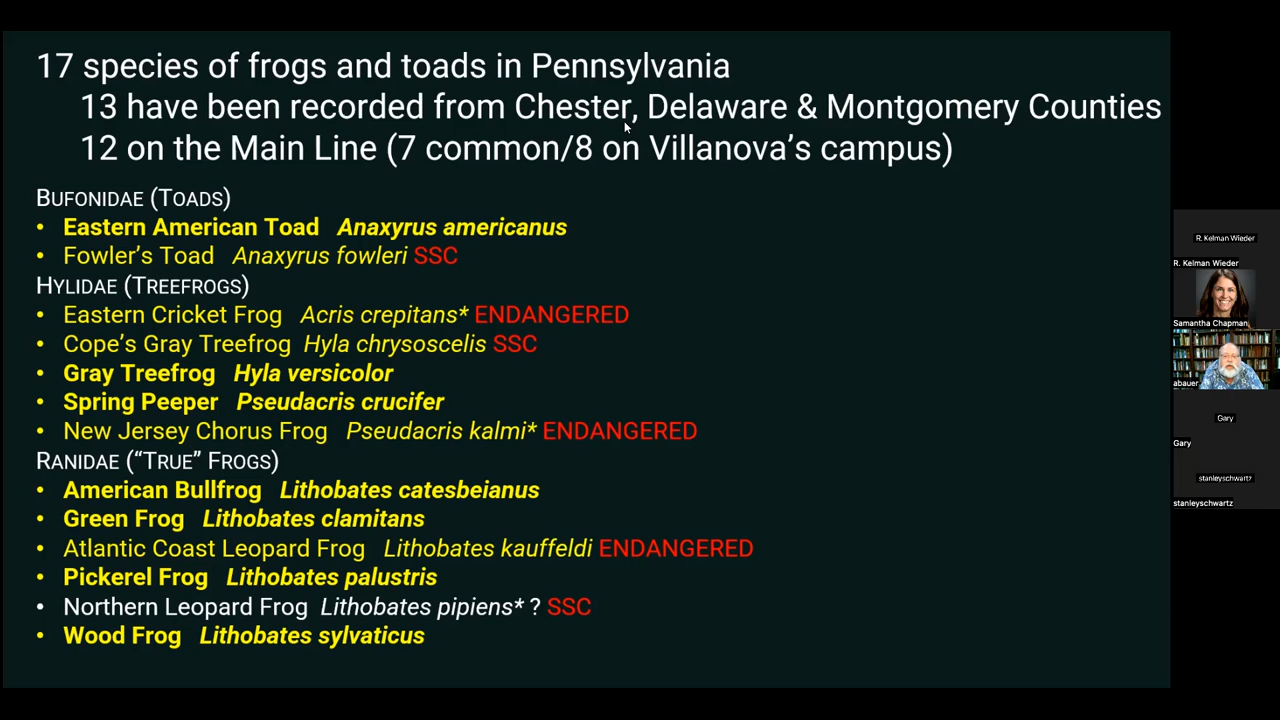 17 species of frogs and toads in Pennsylvania
13 have been recorded from Chester, Delaware & Montgomery Counties
12 on the Main Line (7 common/8 on Villanova's campus)
BUFONIDAE (TOADS)
• Eastern American Toad Anaxyrus americanus
• Fowler's Toad Anaxyrus fowleri SSC
HYLIDAE (TREEFROGS)
• Eastern Cricket Frog Acris crepitans* ENDANGERED
• Cope's Gray Treefrog Hyla chrysoscelis SSC
• Gray Treefrog Hyla versicolor
• Spring Peeper Pseudacris crucifer
• New Jersey Chorus Frog Pseudacris kalmi* ENDANGERED
RANIDAE ("TRUE" FROGS)
• American Bullfrog Lithobates catesbeianus
• Green Frog Lithobates clamitans
• Atlantic Coast Leopard Frog Lithobates kauffeldi ENDANGERED
• Pickerel Frog Lithobates palustris
• Northern Leopard Frog Lithobates pipiens* ? SSC
• Wood Frog Lithobates sylvaticus
R. Kelman Wieder
R. Kelman Wieder
Samantha Chapman
abauer
Gary
Gary
stanleyschwartz
stanleyschwartz